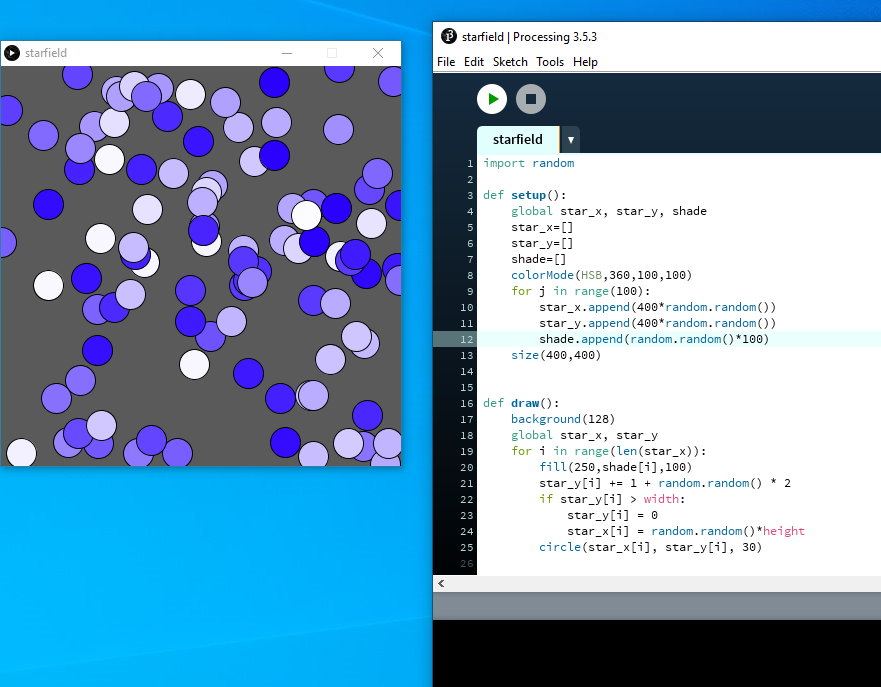 starfield
starfield | Processing 3.5.3
File Edit Sketch Tools Help
starfield ▼
1 import random
2
3 def setup():
4     global star_x, star_y, shade
5     star_x=[]
6     star_y=[]
7     shade=[]
8     colorMode(HSB,360,100,100)
9     for j in range(100):
10         star_x.append(400*random.random())
11         star_y.append(400*random.random())
12         shade.append(random.random()*100)
13     size(400,400)
14
15
16 def draw():
17     background(128)
18     global star_x, star_y
19     for i in range(len(star_x)):
20         fill(250,shade[i],100)
21         star_y[i] += 1 + random.random() * 2
22         if star_y[i] > width:
23             star_y[i] = 0
24             star_x[i] = random.random()*height
25         circle(star_x[i], star_y[i], 30)
26